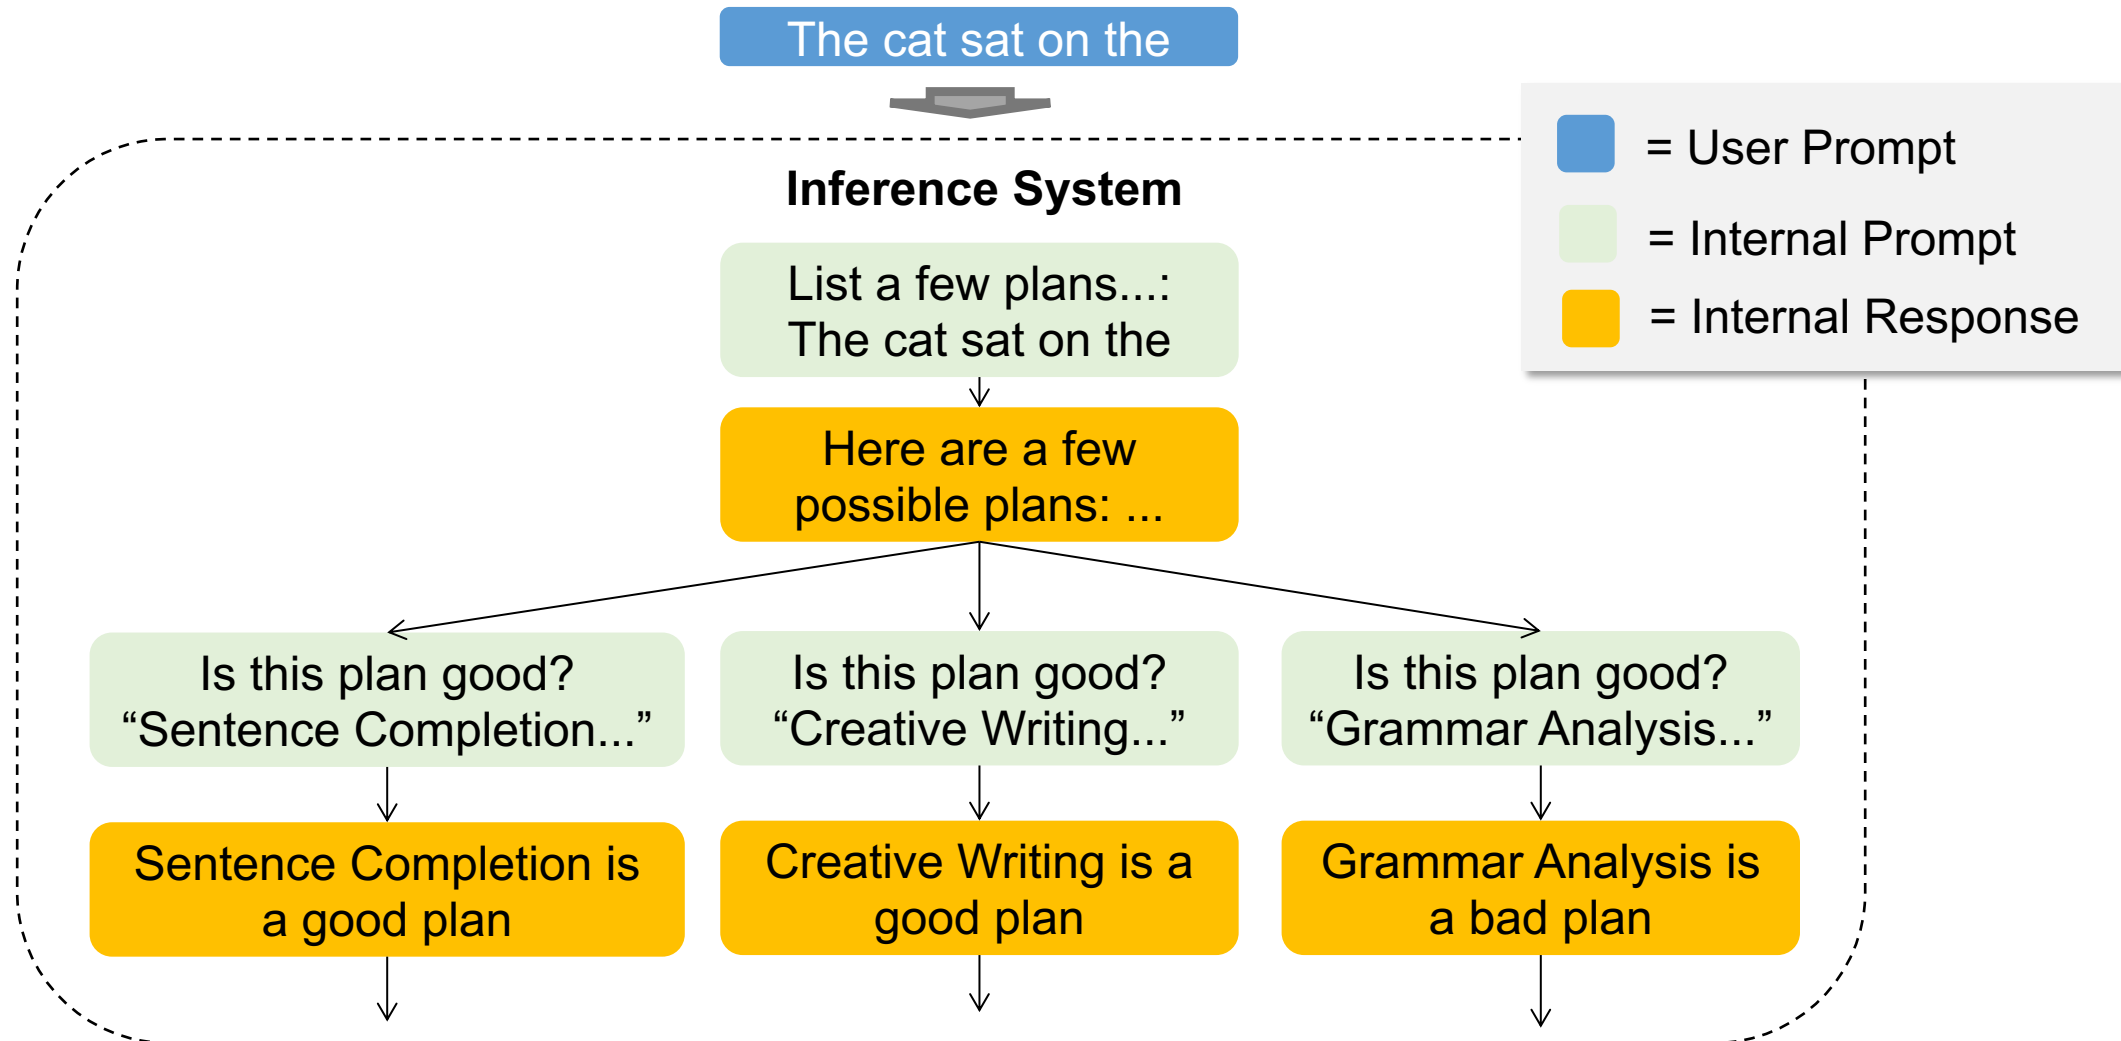 The cat sat on the
= User Prompt
= Internal Prompt
= Internal Response
Inference System
List a few plans...:
The cat sat on the
Here are a few
possible plans: ...
Is this plan good?
“Sentence Completion...”
Is this plan good?
“Creative Writing...”
Is this plan good?
“Grammar Analysis...”
Sentence Completion is
a good plan
Creative Writing is a
good plan
Grammar Analysis is
a bad plan